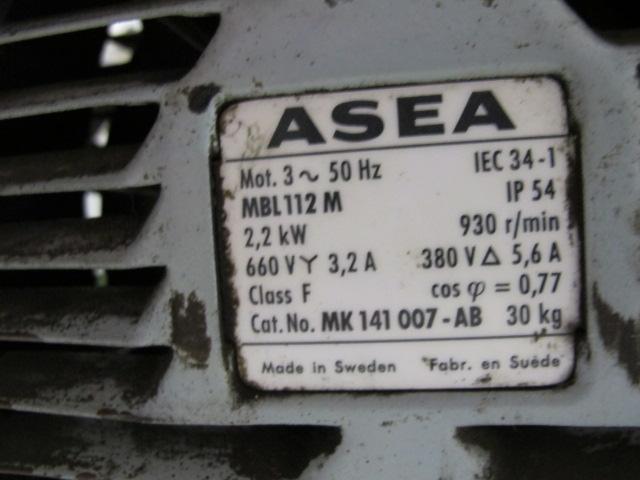 ASEA
Mot. 3 ~ 50 Hz IEC 34-1
MBL 112 M IP 54
2,2 kW 930 r/min
660 V Y 3,2 A 380 V Δ 5,6 A
Class F cos φ = 0,77
Cat. No. MK 141 007-AB 30 kg
Made in Sweden Fabr. en Suède